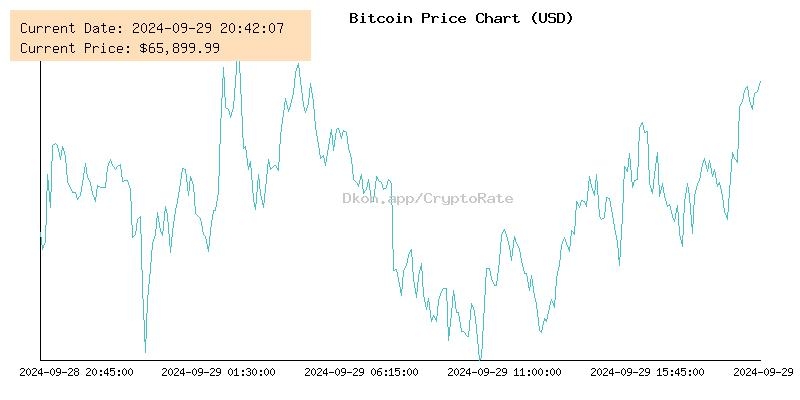 Bitcoin Price Chart (USD)
Current Date: 2024-09-29 20:42:07
Current Price: $65,899.99
Dkon.app/CryptoRate
2024-09-28 20:45:00
2024-09-29 01:30:00
2024-09-29 06:15:00
2024-09-29 11:00:00
2024-09-29 15:45:00
2024-09-29